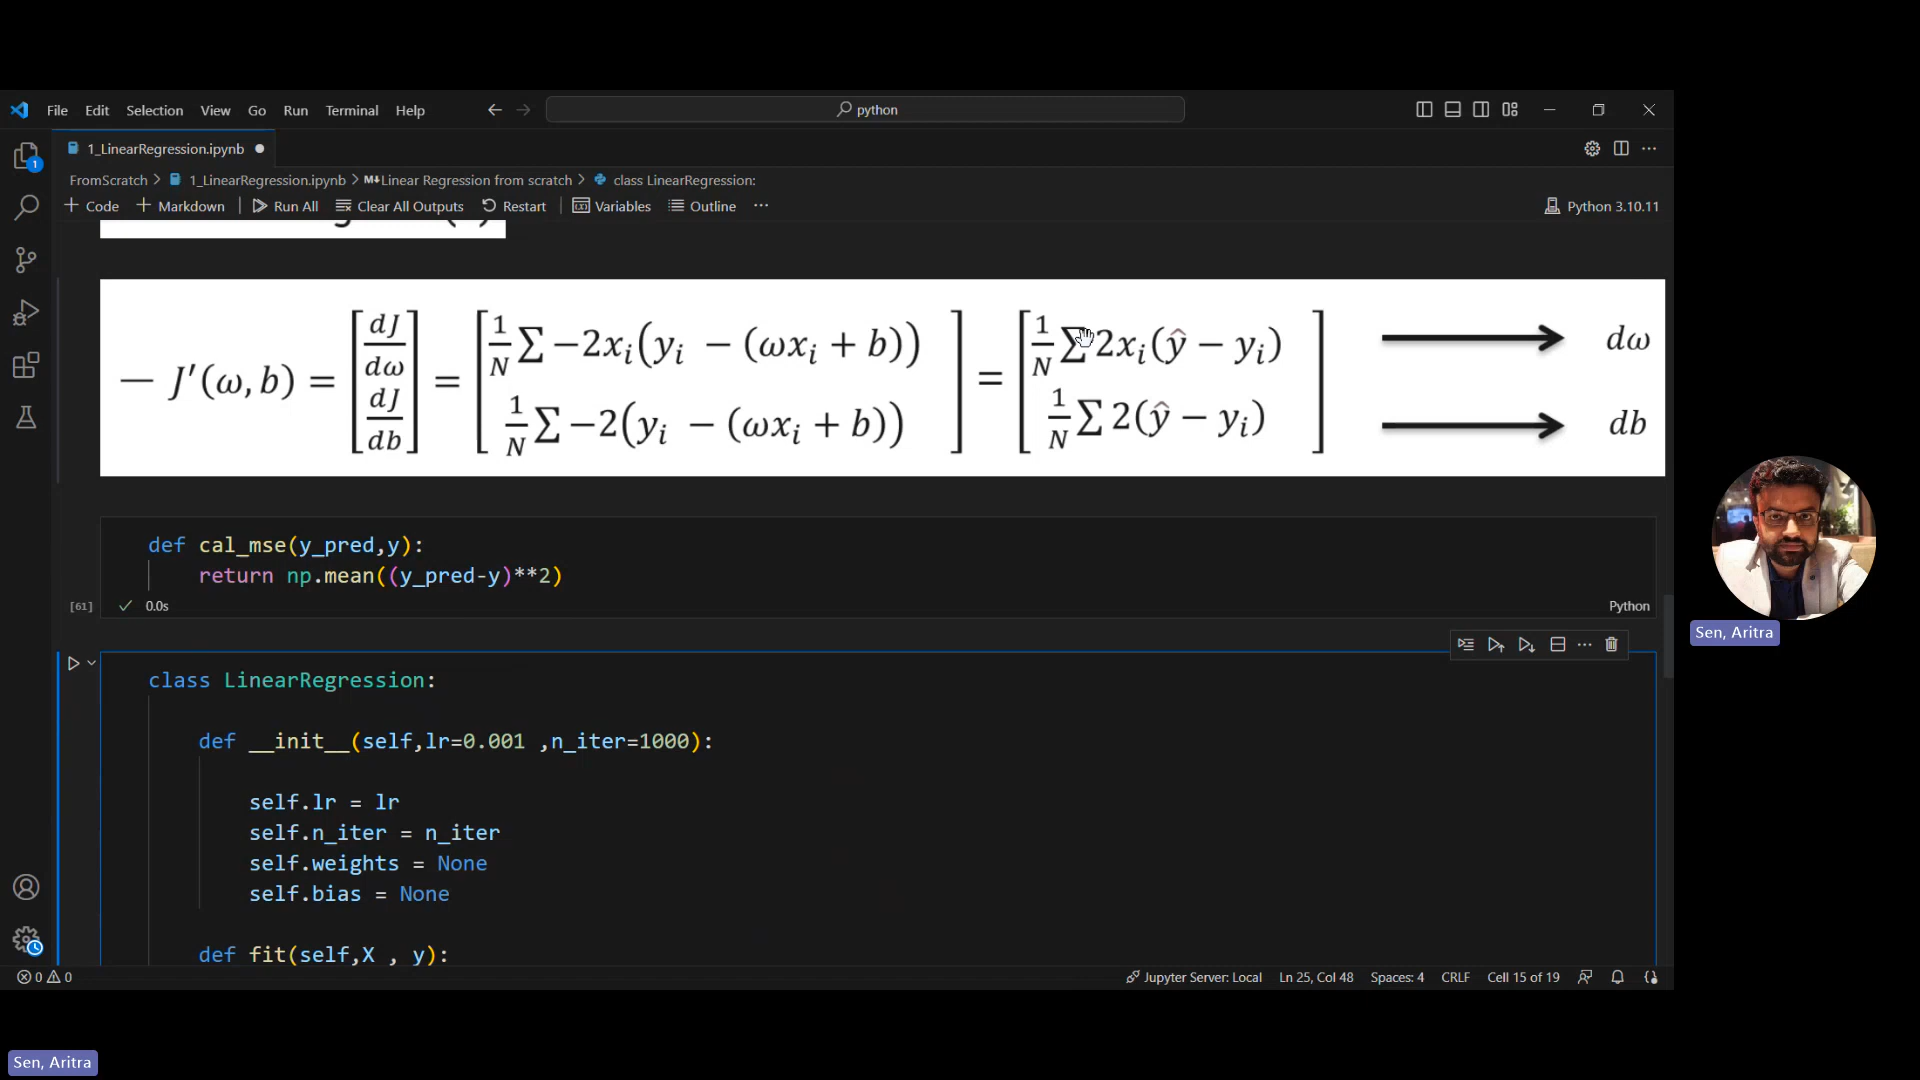 File Edit Selection View Go Run Terminal Help python
1_LinearRegression.ipynb
FromScratch > 1_LinearRegression.ipynb > M↓Linear Regression from scratch > class LinearRegression:
+ Code + Markdown Run All Clear All Outputs Restart Variables Outline ... Python 3.10.11
— J′(ω, b) = [dJ/dω dJ/db] = [1/N ∑ −2xᵢ(yᵢ − (ωxᵢ + b)) 1/N ∑ −2(yᵢ − (ωxᵢ + b))] = [1/N ∑ 2xᵢ(ŷ − yᵢ) 1/N ∑ 2(ŷ − yᵢ)] dω db
def cal_mse(y_pred,y):
return np.mean((y_pred-y)**2)
[61] ✓ 0.0s Python
class LinearRegression:
def __init__(self,lr=0.001 ,n_iter=1000):
self.lr = lr
self.n_iter = n_iter
self.weights = None
self.bias = None
def fit(self,X , y):
0 0 Jupyter Server: Local Ln 25, Col 48 Spaces: 4 CRLF Cell 15 of 19
1
Sen, Aritra
Sen, Aritra